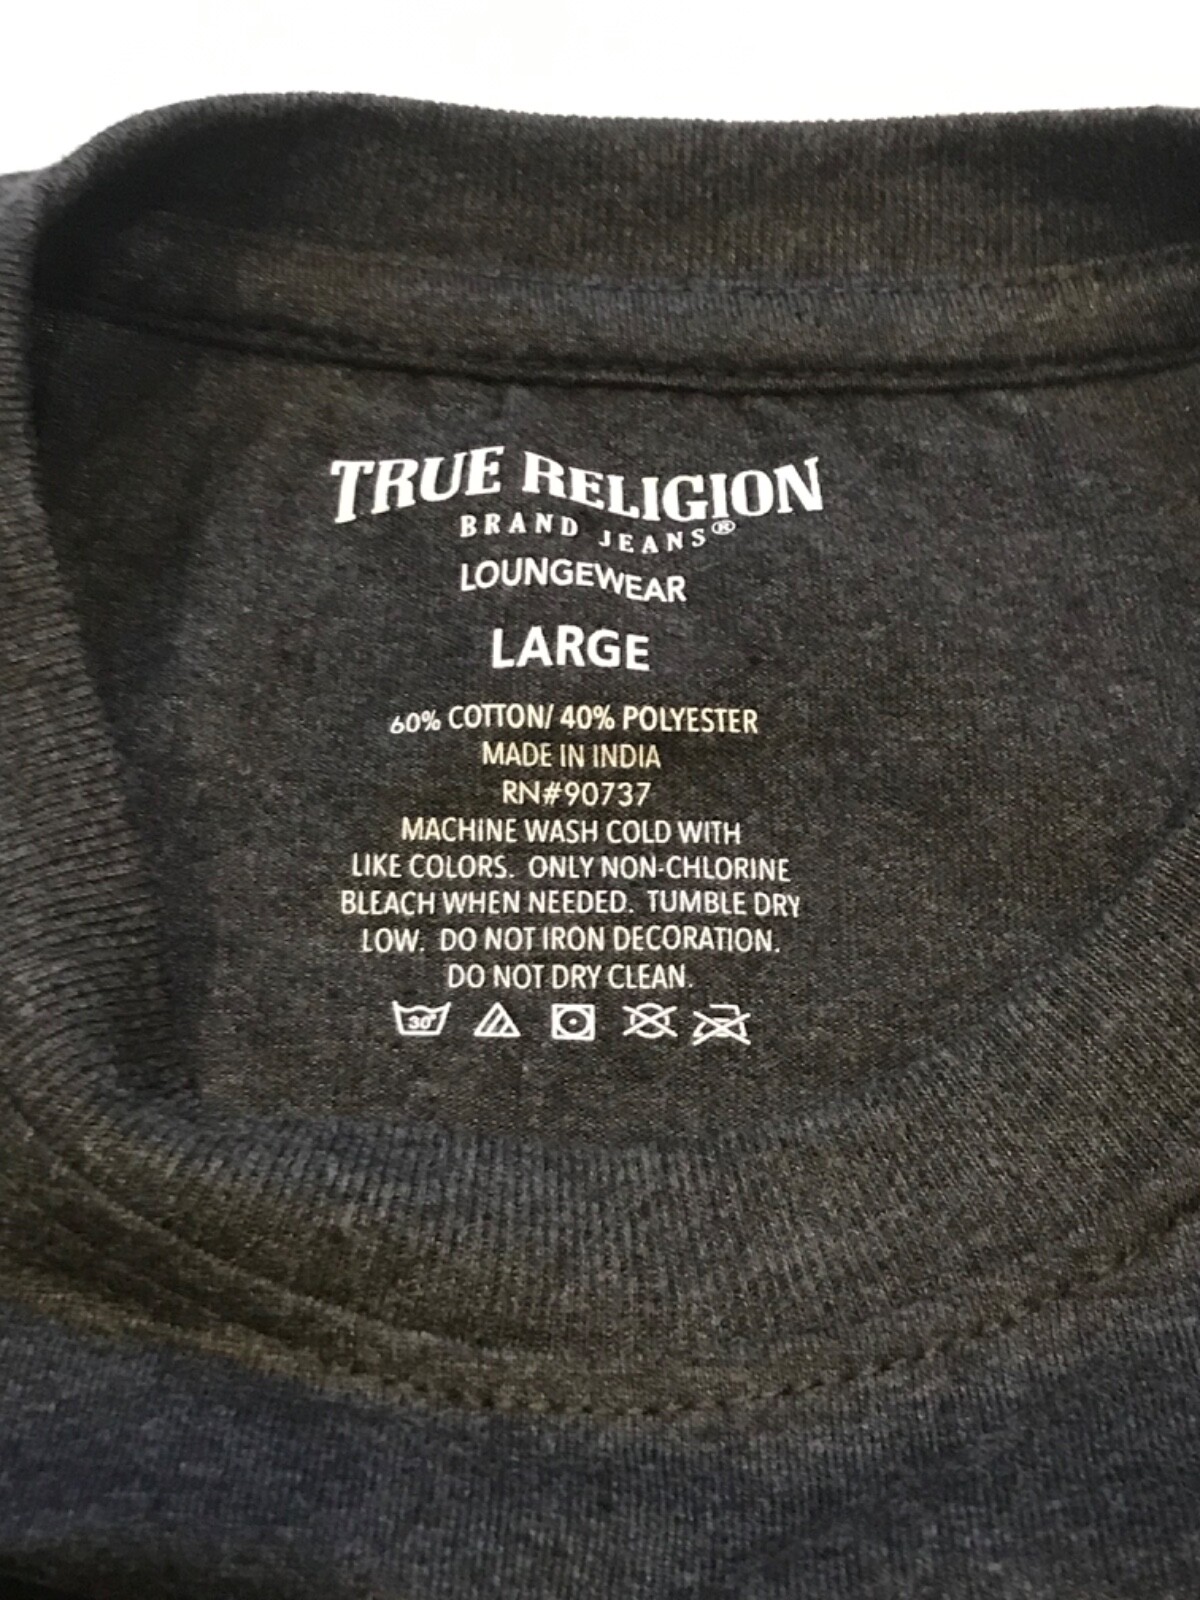 TRUE RELIGION
BRAND JEANS®
LOUNGEWEAR
LARGE
60% COTTON/ 40% POLYESTER
MADE IN INDIA
RN#90737
MACHINE WASH COLD WITH
LIKE COLORS. ONLY NON-CHLORINE
BLEACH WHEN NEEDED. TUMBLE DRY
LOW. DO NOT IRON DECORATION.
DO NOT DRY CLEAN.
30°